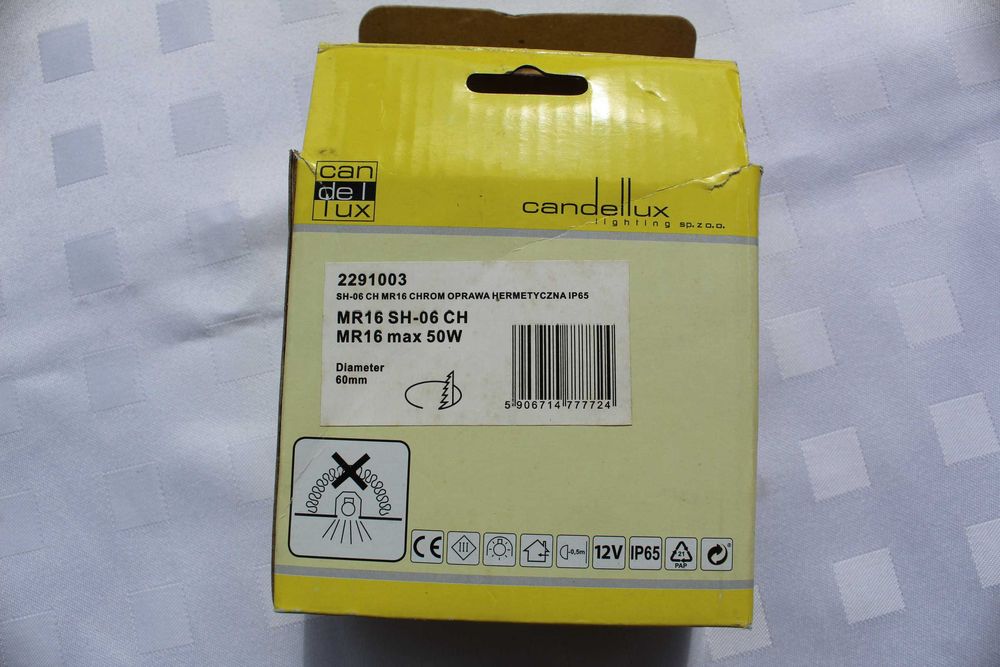 can
del
lux
candellux
lighting sp. z o.o.
2291003
SH-06 CH MR16 CHROM OPRAWA HERMETYCZNA IP65
MR16 SH-06 CH
MR16 max 50W
Diameter
60mm
5 906714 777724
CE
III
-0,5m
12V
IP65
21
PAP